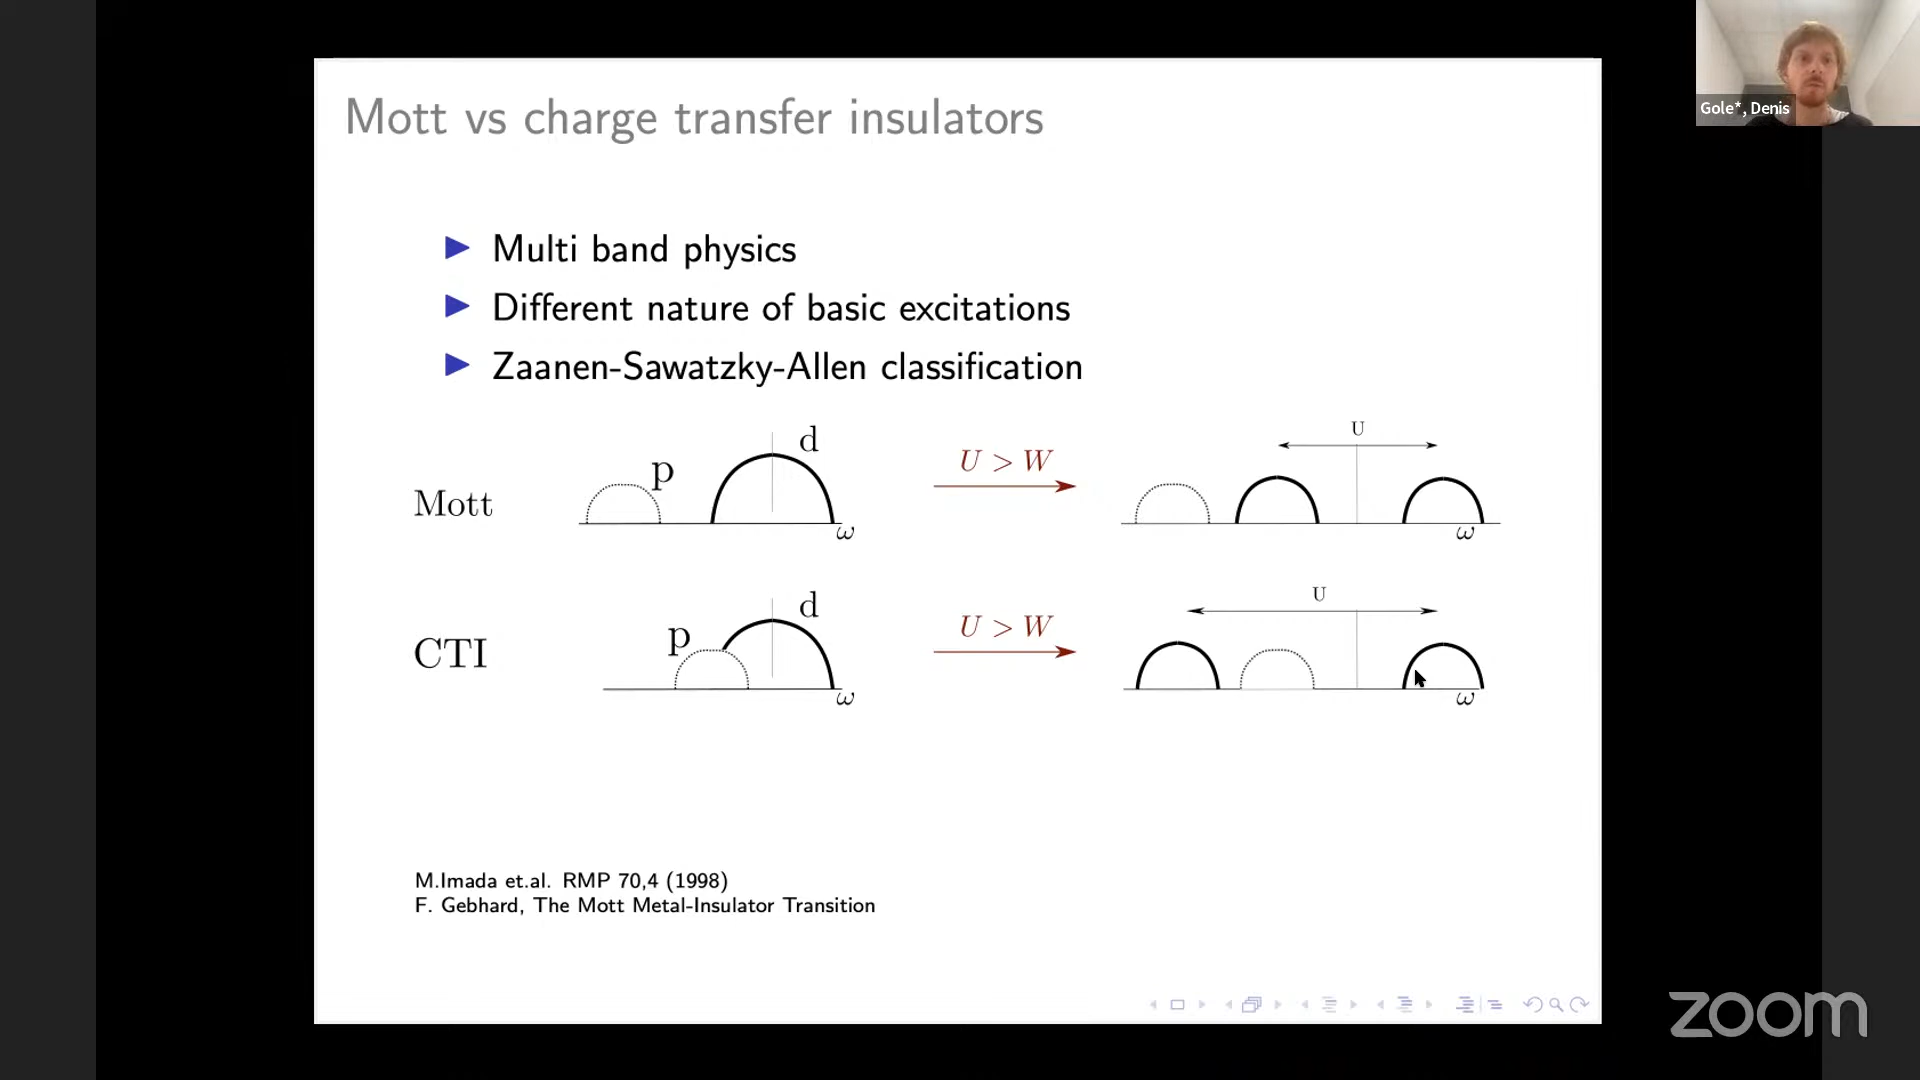 Mott vs charge transfer insulators
Gole*, Denis
Multi band physics
Different nature of basic excitations
Zaanen-Sawatzky-Allen classification
Mott
p
d
ω
U > W
U
ω
CTI
p
d
ω
U > W
U
ω
M.Imada et.al. RMP 70,4 (1998)
F. Gebhard, The Mott Metal-Insulator Transition
zoom